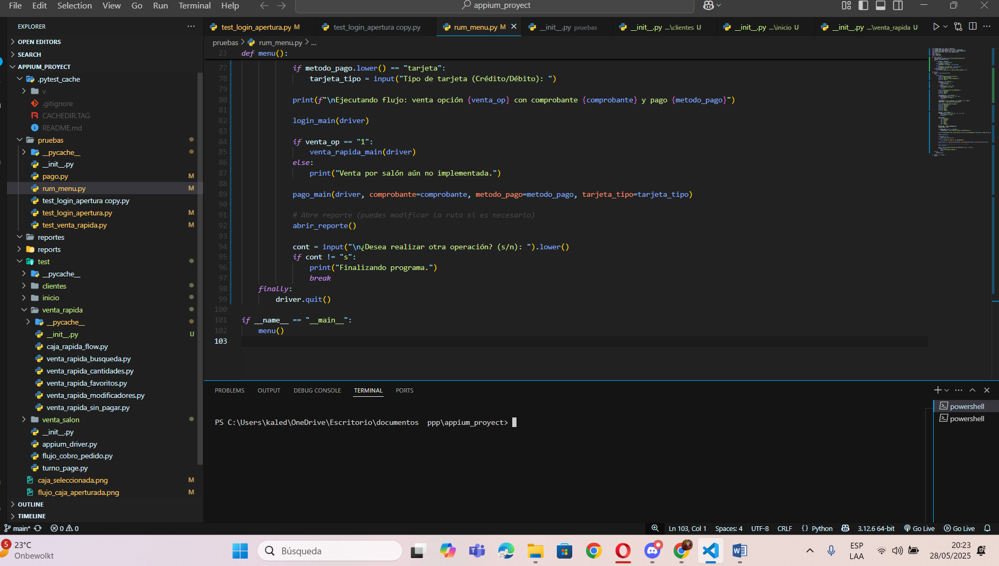 File Edit Selection View Go Run Terminal Help
appium_proyect
EXPLORER
OPEN EDITORS
SEARCH
APPIUM_PROYECT
.pytest_cache
v
.gitignore
CACHEDIR.TAG
README.md
pruebas
__pycache__
__init__.py
pago.py M
rum_menu.py M
test_login_apertura copy.py
test_login_apertura.py M
test_venta_rapida.py M
reportes
reports
test
__pycache__
clientes
inicio
venta_rapida
__pycache__
__init__.py U
caja_rapida_flow.py
venta_rapida_busqueda.py
venta_rapida_cantidades.py
venta_rapida_favoritos.py
venta_rapida_modificadores.py
venta_rapida_sin_pagar.py
venta_salon
__init__.py
appium_driver.py
flujo_cobro_pedido.py
turno_page.py
caja_seleccionada.png M
flujo_caja_aperturada.png M
OUTLINE
TIMELINE
test_login_apertura.py M test_login_apertura copy.py rum_menu.py M __init__.py pruebas __init__.py ...\clientes U __init__.py ...\inicio U __init__.py ...\venta_rapida U
pruebas > rum_menu.py > ...
23 def menu():
77 if metodo_pago.lower() == "tarjeta":
78 tarjeta_tipo = input("Tipo de tarjeta (Crédito/Débito): ")
79
80 print(f"\nEjecutando flujo: venta opción {venta_op} con comprobante {comprobante} y pago {metodo_pago}")
81
82 login_main(driver)
83
84 if venta_op == "1":
85 venta_rapida_main(driver)
86 else:
87 print("Venta por salón aún no implementada.")
88
89 pago_main(driver, comprobante=comprobante, metodo_pago=metodo_pago, tarjeta_tipo=tarjeta_tipo)
90
91 # Abre reporte (puedes modificar la ruta si es necesario)
92 abrir_reporte()
93
94 cont = input("\n¿Desea realizar otra operación? (s/n): ").lower()
95 if cont != "s":
96 print("Finalizando programa.")
97 break
98 finally:
99 driver.quit()
100
101 if __name__ == "__main__":
102 menu()
103
PROBLEMS OUTPUT DEBUG CONSOLE TERMINAL PORTS
PS C:\Users\kaled\OneDrive\Escritorio\documentos  ppp\appium_proyect>
powershell
powershell
main* 0 0 Ln 103, Col 1 Spaces: 4 UTF-8 CRLF {} Python 3.12.6 64-bit Go Live Go Live
5
23°C
Onbewolkt
Búsqueda
ESP
LAA
20:23
28/05/2025